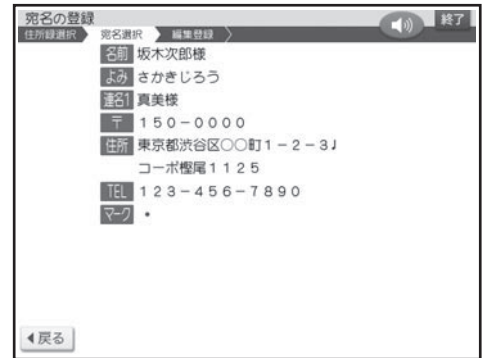 宛名の登録
終了
住所録選択 宛名選択 編集登録
名前 坂本次郎様
よみ さかきじろう
連名1 真美様
〒 150-0000
住所 東京都渋谷区○○町1-2-3↲
コーポ樫尾1125
TEL 123-456-7890
マーク •
◀戻る